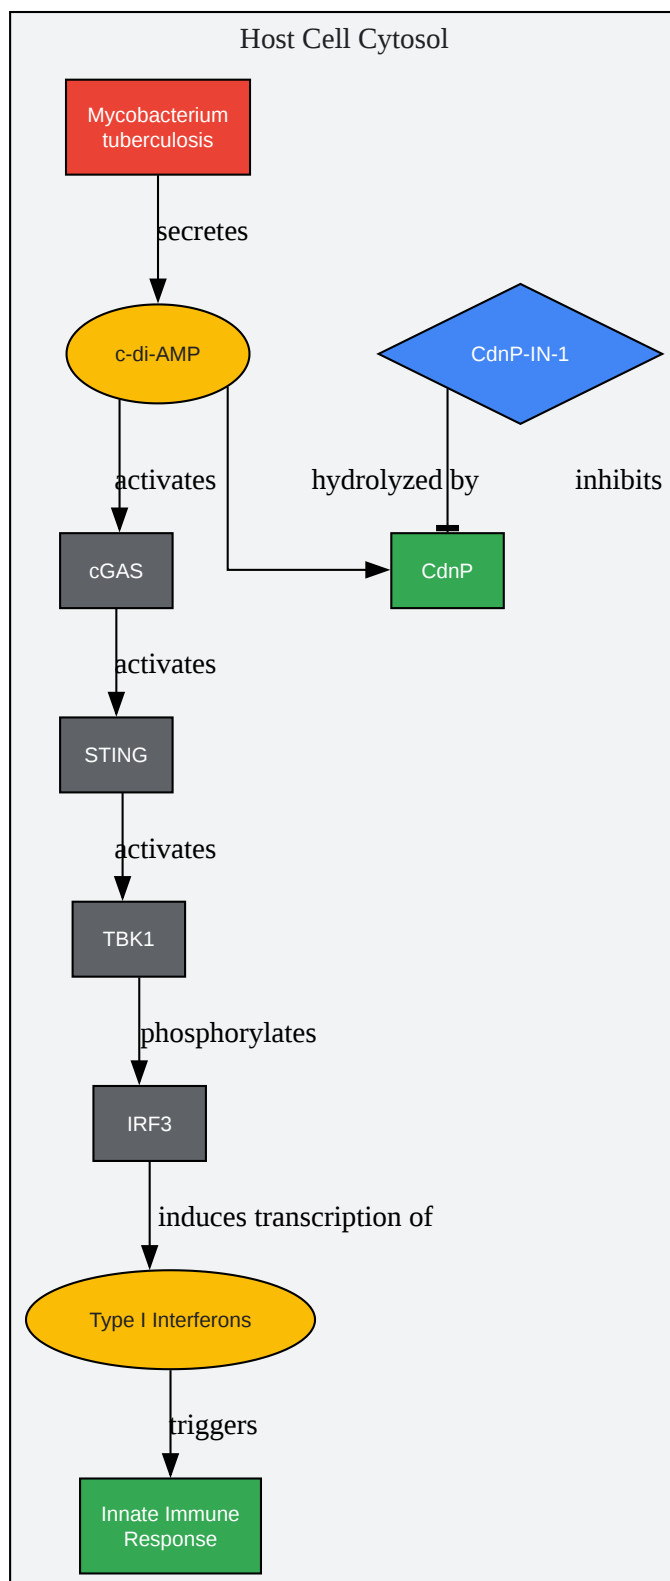 Host Cell Cytosol
Mycobacterium
tuberculosis
secretes
c-di-AMP
CdnP-IN-1
activates
hydrolyzed by
inhibits
cGAS
CdnP
activates
STING
activates
TBK1
phosphorylates
IRF3
induces transcription of
Type I Interferons
triggers
Innate Immune
Response